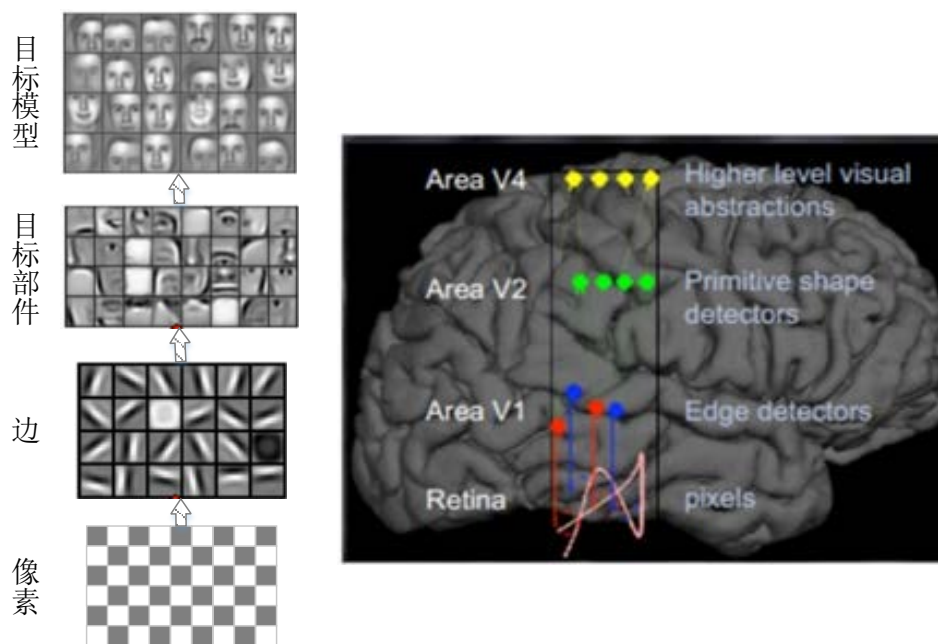 目标模型
目标部件
边
像素
Area V4
Higher level visual
abstractions
Area V2
Primitive shape
detectors
Area V1
Edge detectors
Retina
pixels